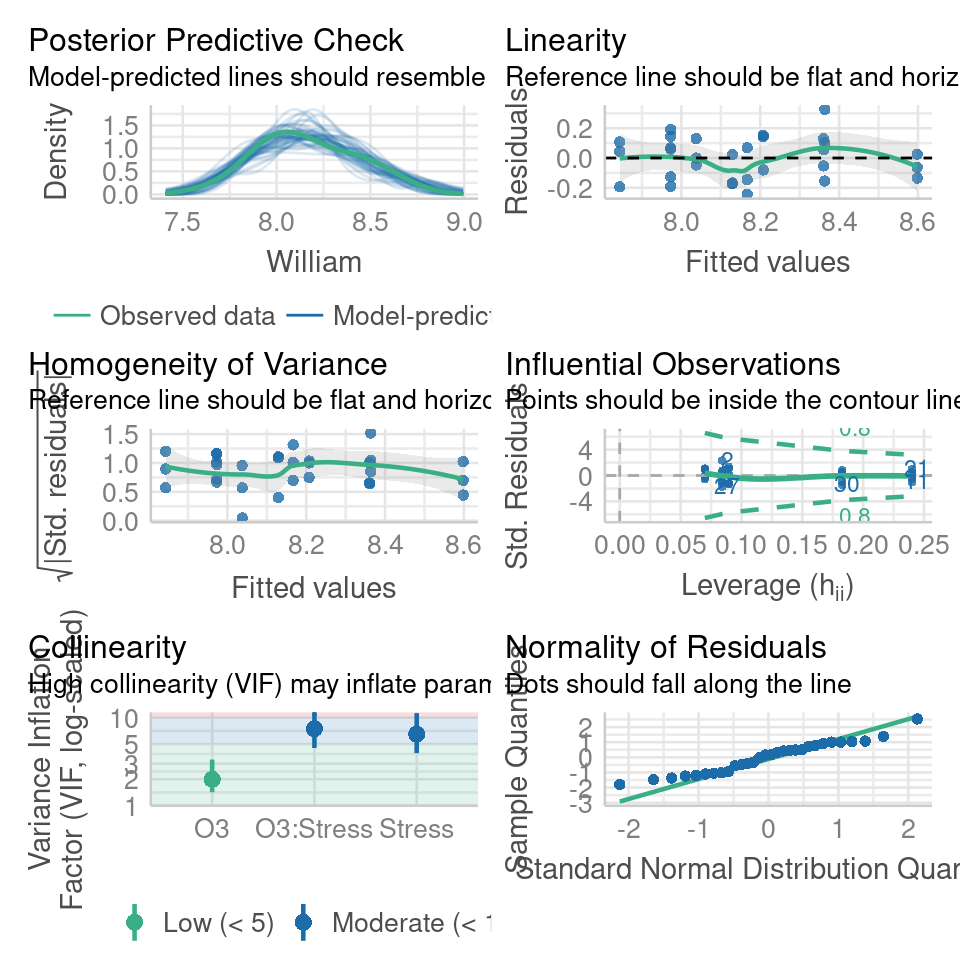 Posterior Predictive Check
Model-predicted lines should resemble
Density
1.5
1.0
0.5
0.0
7.5 8.0 8.5 9.0
William
Observed data Model-predict
Linearity
Reference line should be flat and horiz
Residuals
0.2
0.0
-0.2
8.0 8.2 8.4 8.6
Fitted values
Homogeneity of Variance
Reference line should be flat and horizo
√|Std. residuals|
1.5
1.0
0.5
0.0
8.0 8.2 8.4 8.6
Fitted values
Influential Observations
Points should be inside the contour line
Std. Residuals
4
0
-4
0.8
27
30
31
11
0.8
0.00 0.05 0.10 0.15 0.20 0.25
Leverage (hii)
Collinearity
High collinearity (VIF) may inflate param
Variance Inflation
Factor (VIF, log-scaled)
10
5
3
2
1
O3 O3:Stress Stress
Low (< 5) Moderate (< 1
Normality of Residuals
Dots should fall along the line
Sample Quantiles
2
1
0
-1
-2
-3
-2 -1 0 1 2
Standard Normal Distribution Quan